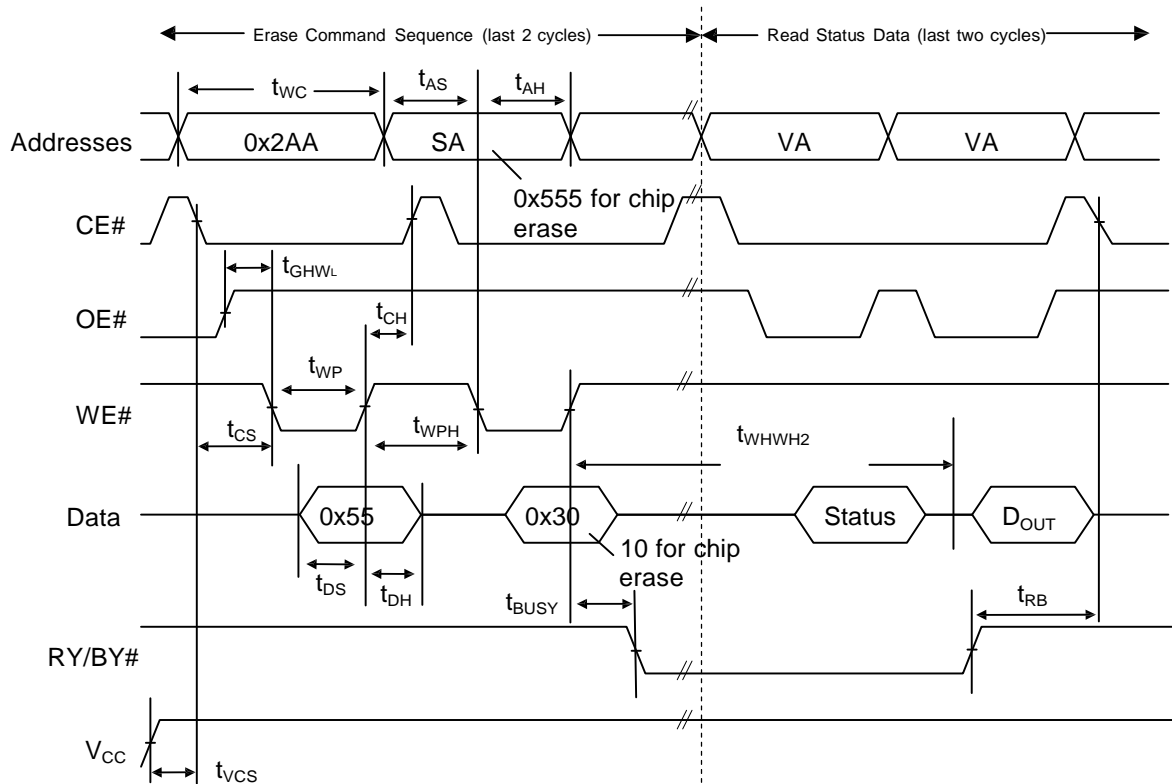 Erase Command Sequence (last 2 cycles)
Read Status Data (last two cycles)
tWC
tAS
tAH
Addresses
0x2AA
SA
VA
VA
0x555 for chip
erase
CE#
tGHWL
OE#
tCH
tWP
WE#
tCS
tWPH
tWHWH2
Data
0x55
0x30
Status
DOUT
10 for chip
erase
tDS
tDH
tBUSY
tRB
RY/BY#
VCC
tVCS